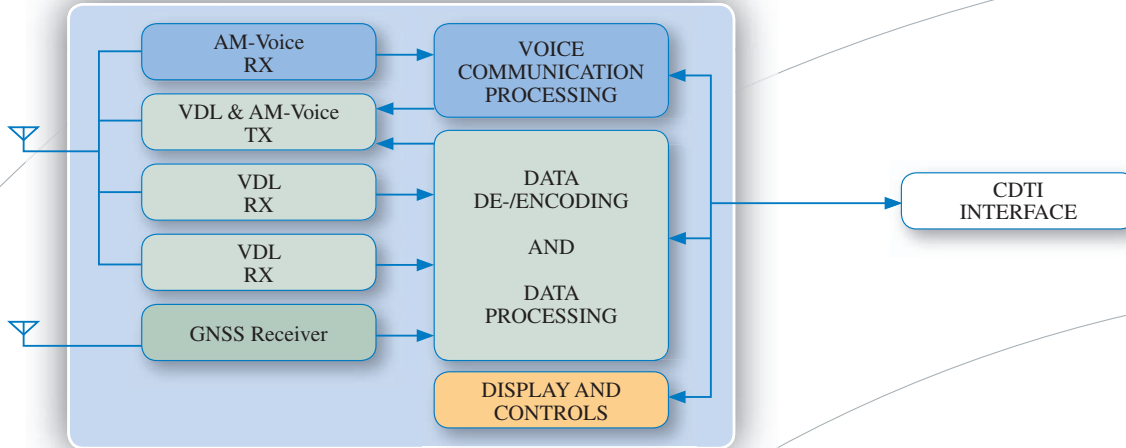 AM-Voice
RX
VOICE
COMMUNICATION
PROCESSING
VDL & AM-Voice
TX
VDL
RX
VDL
RX
GNSS Receiver
DATA
DE-/ENCODING
AND
DATA
PROCESSING
DISPLAY AND
CONTROLS
CDTI
INTERFACE